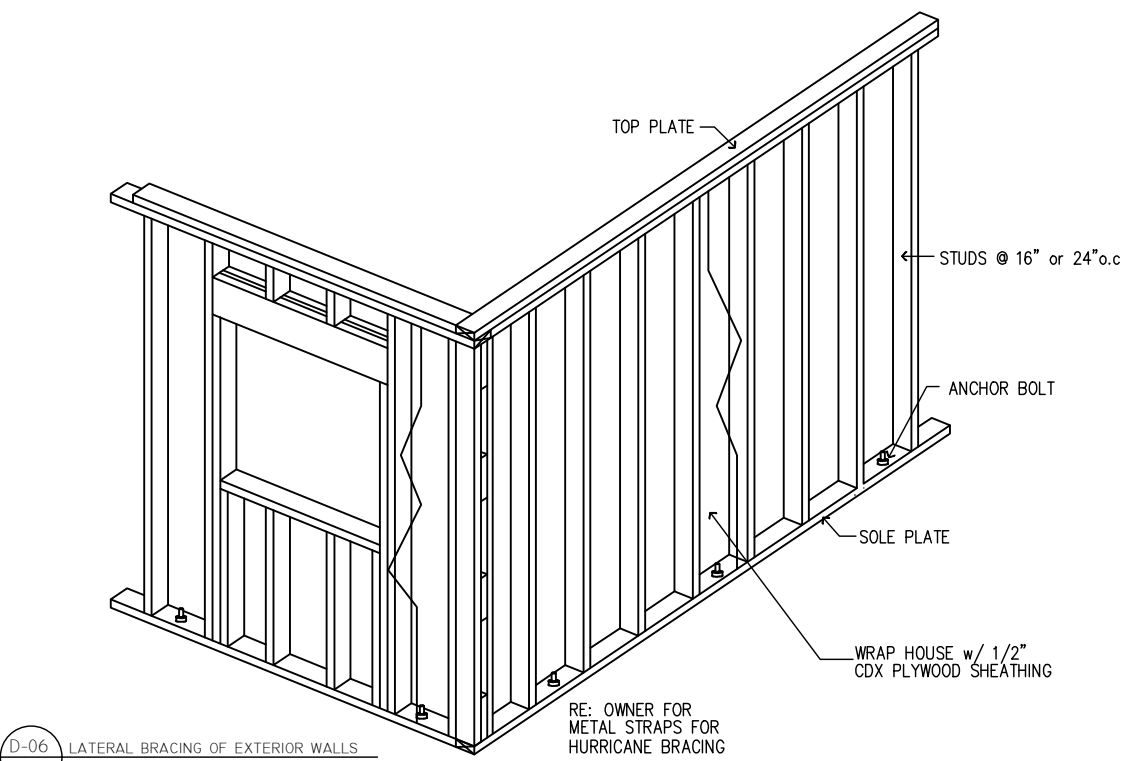 TOP PLATE
STUDS @ 16" or 24"o.c
ANCHOR BOLT
SOLE PLATE
WRAP HOUSE w/ 1/2"
CDX PLYWOOD SHEATHING
RE: OWNER FOR
METAL STRAPS FOR
HURRICANE BRACING
D-06 LATERAL BRACING OF EXTERIOR WALLS